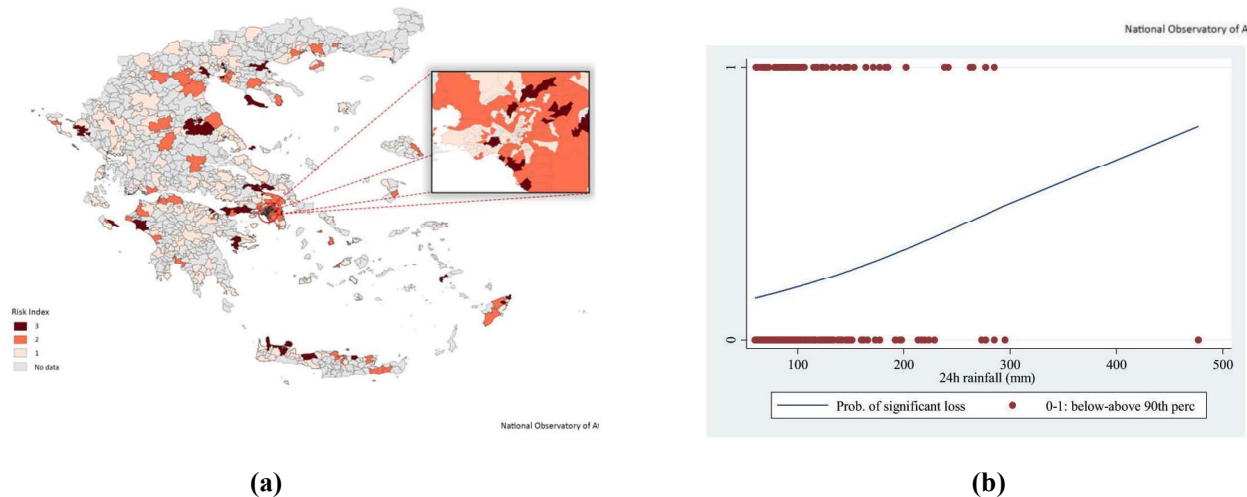 Risk Index
3
2
1
No data
National Observatory of At
(a)
National Observatory of A
1
0
100 200 300 400 500
24h rainfall (mm)
Prob. of significant loss 0-1: below-above 90th perc
(b)